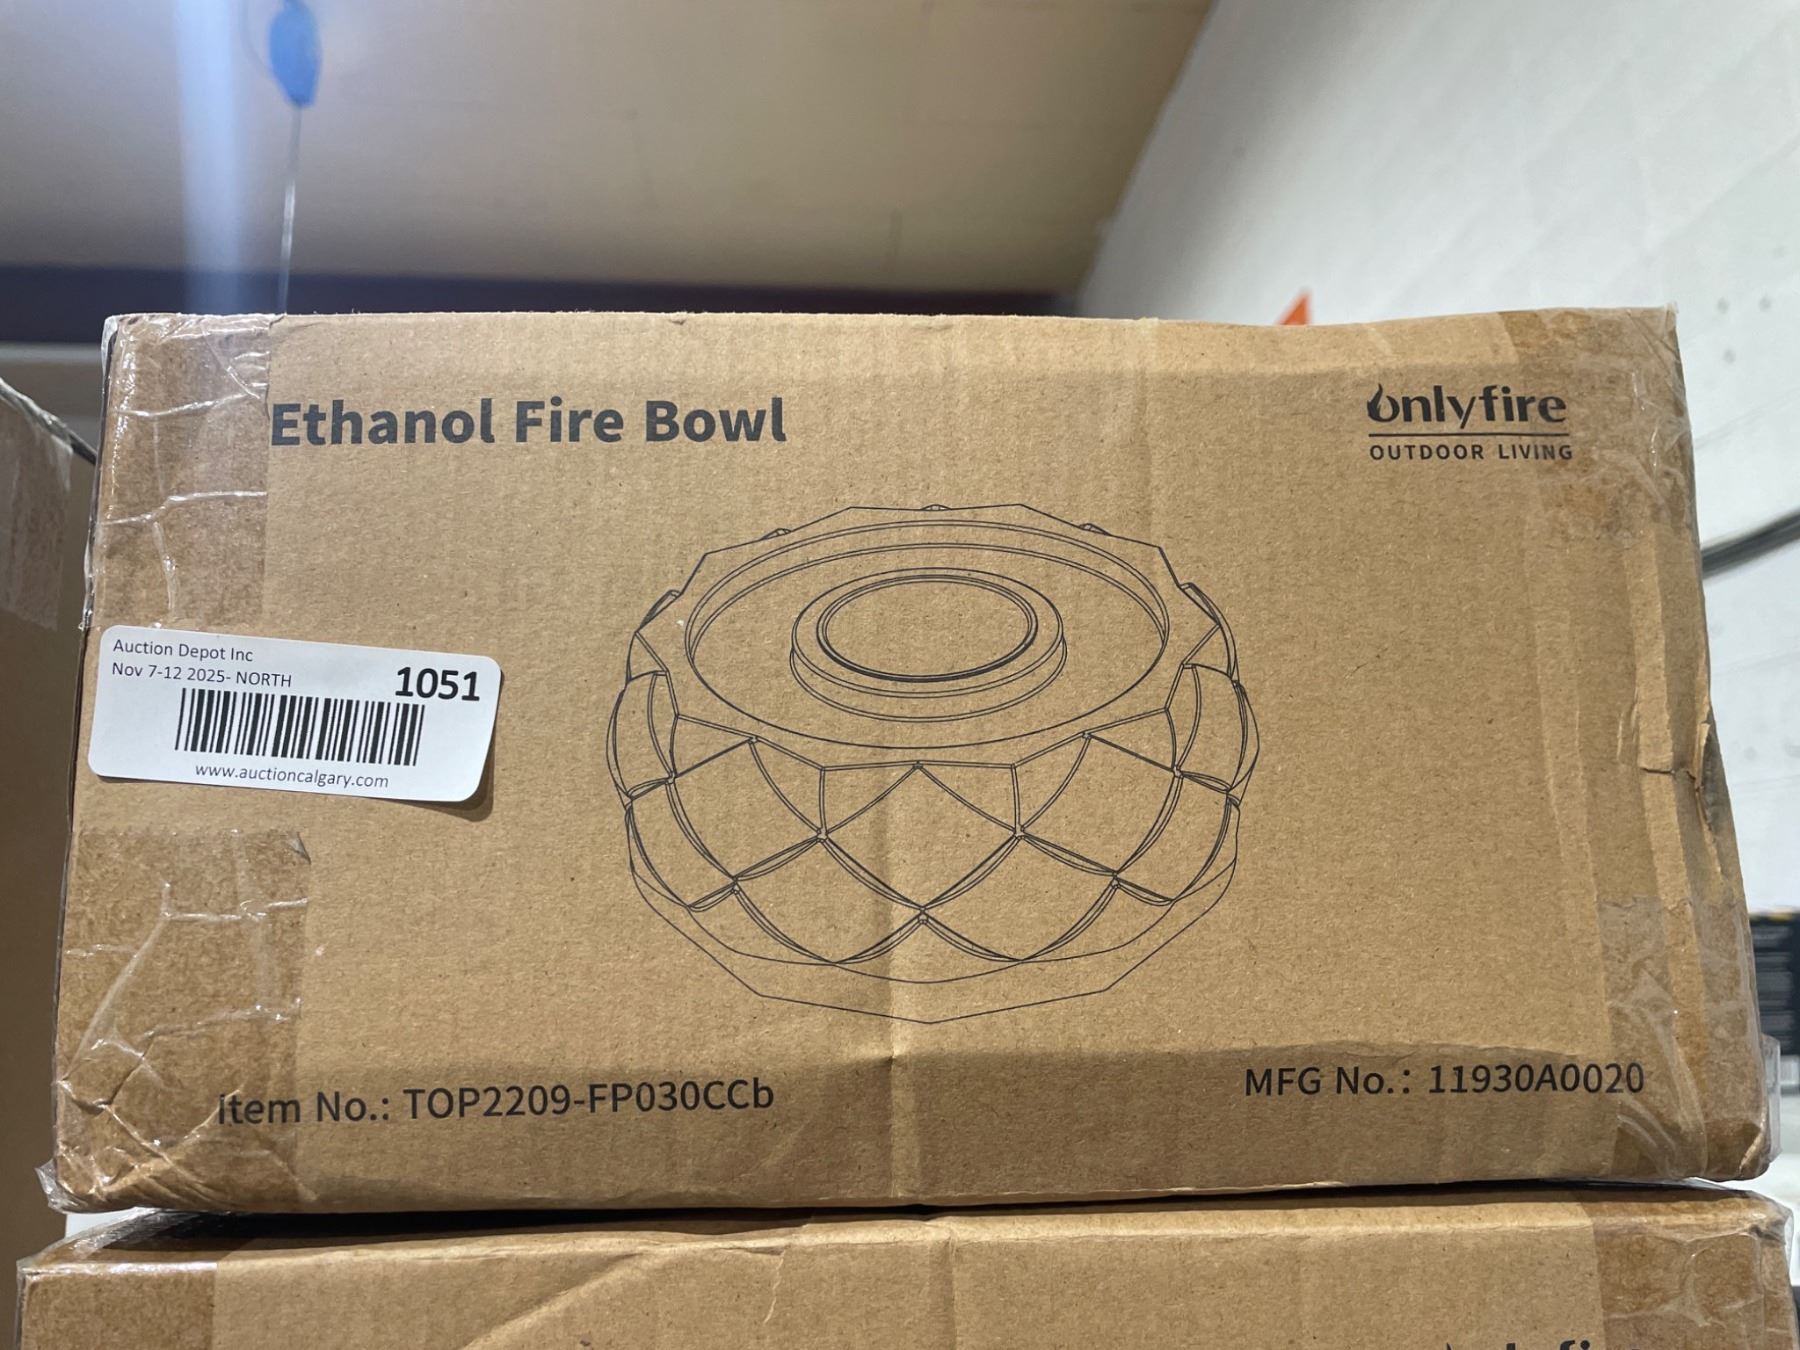 Ethanol Fire Bowl
onlyfire
OUTDOOR LIVING
Auction Depot Inc
Nov 7-12 2025- NORTH
1051
www.auctioncalgary.com
Item No.: TOP2209-FP030CCb
MFG No.: 11930A0020
onlyfire